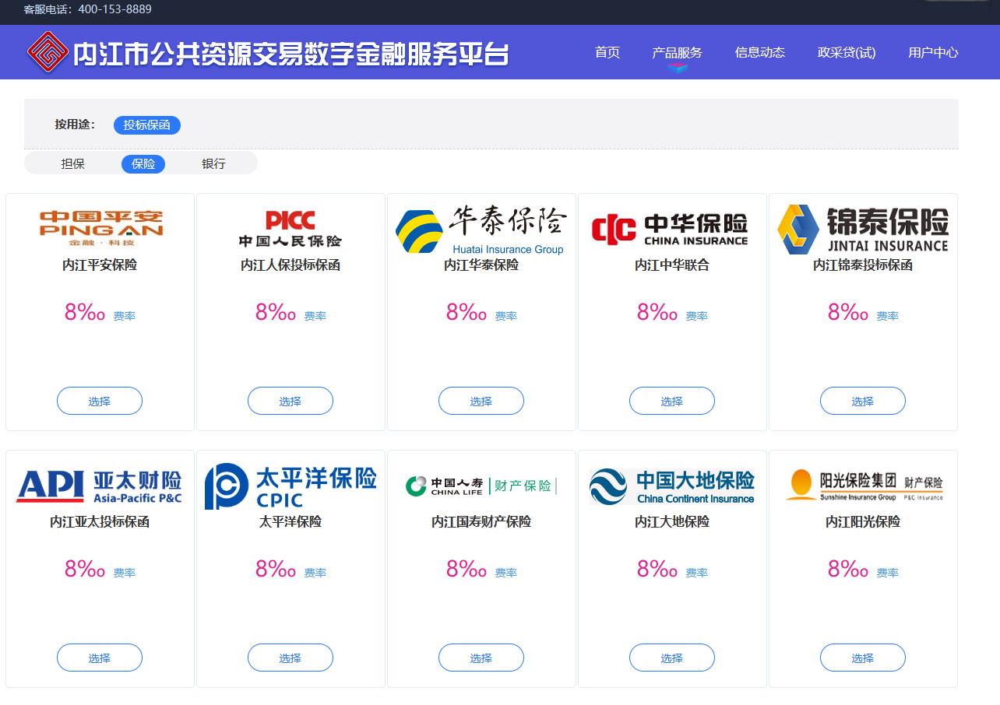 客服电话：400-153-8889
内江市公共资源交易数字金融服务平台
首页 产品服务 信息动态 政采贷(试) 用户中心
按用途： 投标保函
担保 保险 银行
中国平安
PING AN
金融·科技
内江平安保险
8‰ 费率
选择
PICC
中国人民保险
内江人保投标保函
8‰ 费率
选择
华泰保险
Huatai Insurance Group
内江华泰保险
8‰ 费率
选择
中华保险
CHINA INSURANCE
内江中华联合
8‰ 费率
选择
锦泰保险
JINTAI INSURANCE
内江锦泰投标保函
8‰ 费率
选择
API 亚太财险
Asia-Pacific P&C
内江亚太投标保函
8‰ 费率
选择
太平洋保险
CPIC
太平洋保险
8‰ 费率
选择
中国人寿 财产保险
CHINA LIFE
内江国寿财产保险
8‰ 费率
选择
中国大地保险
China Continent Insurance
内江大地保险
8‰ 费率
选择
阳光保险集团 财产保险
Sunshine Insurance Group P&C Insurance
内江阳光保险
8‰ 费率
选择